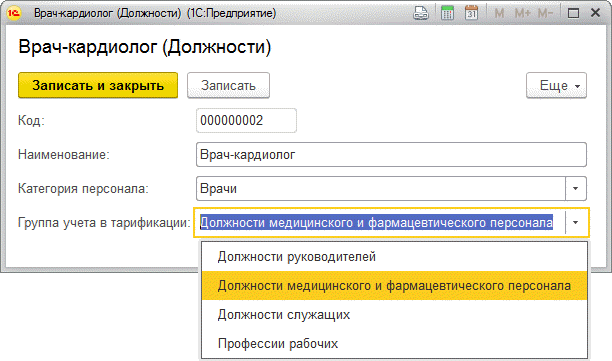 Врач-кардиолог (Должности) (1С:Предприятие)
31
M M+ M-
Врач-кардиолог (Должности)
Записать и закрыть Записать Еще
Код: 000000002
Наименование: Врач-кардиолог
Категория персонала: Врачи
Группа учета в тарификации: Должности медицинского и фармацевтического персонала
Должности руководителей
Должности медицинского и фармацевтического персонала
Должности служащих
Профессии рабочих